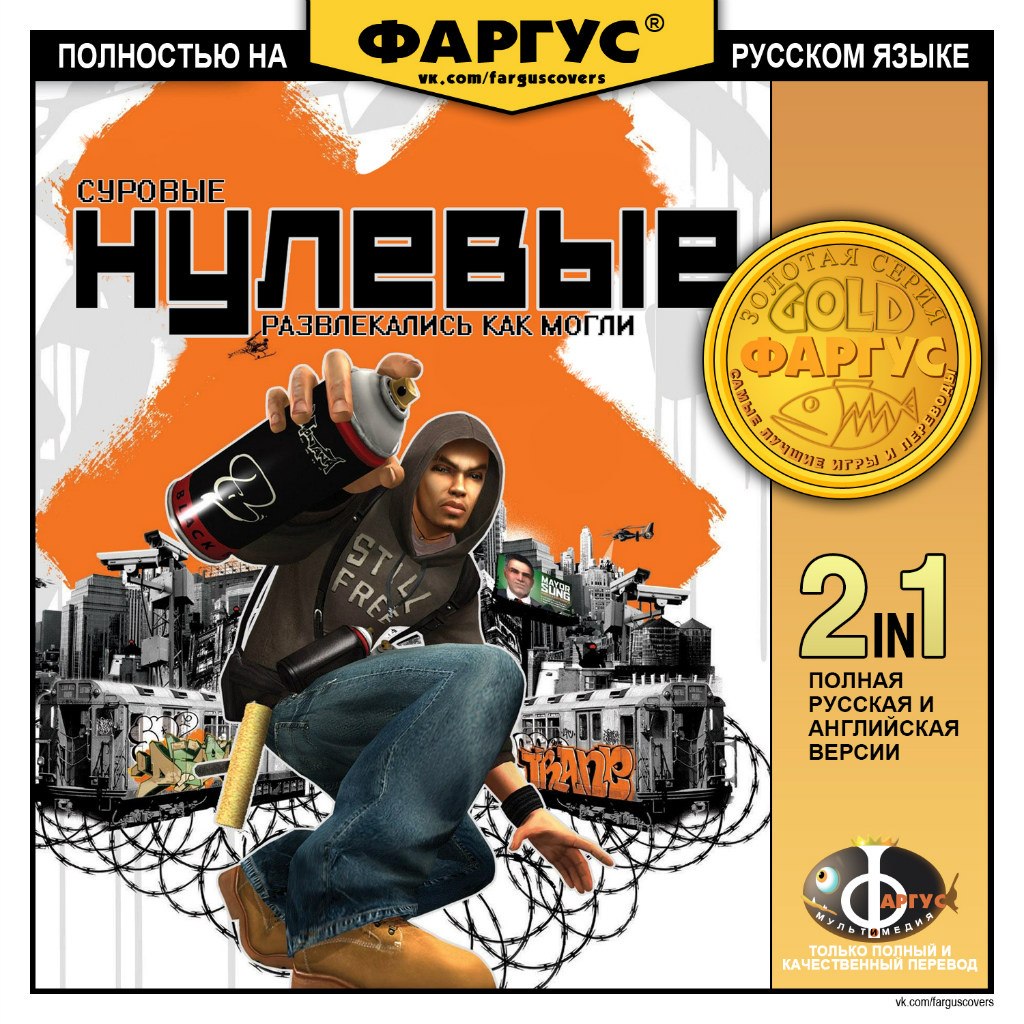 ПОЛНОСТЬЮ НА
ФАРГУС®
РУССКОМ ЯЗЫКЕ
vk.com/farguscovers
СУРОВЫЕ
НУЛЕВЫЕ
РАЗВЛЕКАЛИСЬ КАК МОГЛИ
ЗОЛОТАЯ СЕРИЯ
GOLD
ФАРГУС
САМЫЕ ЛУЧШИЕ ИГРЫ И ПЕРЕВОДЫ
BLACK
STILL
FREE
MAYOR
SUNG
TRANE
2IN1
ПОЛНАЯ
РУССКАЯ И
АНГЛИЙСКАЯ
ВЕРСИИ
ФАРГУС
МУЛЬТИМЕДИЯ
ТОЛЬКО ПОЛНЫЙ И
КАЧЕСТВЕННЫЙ ПЕРЕВОД
vk.com/farguscovers